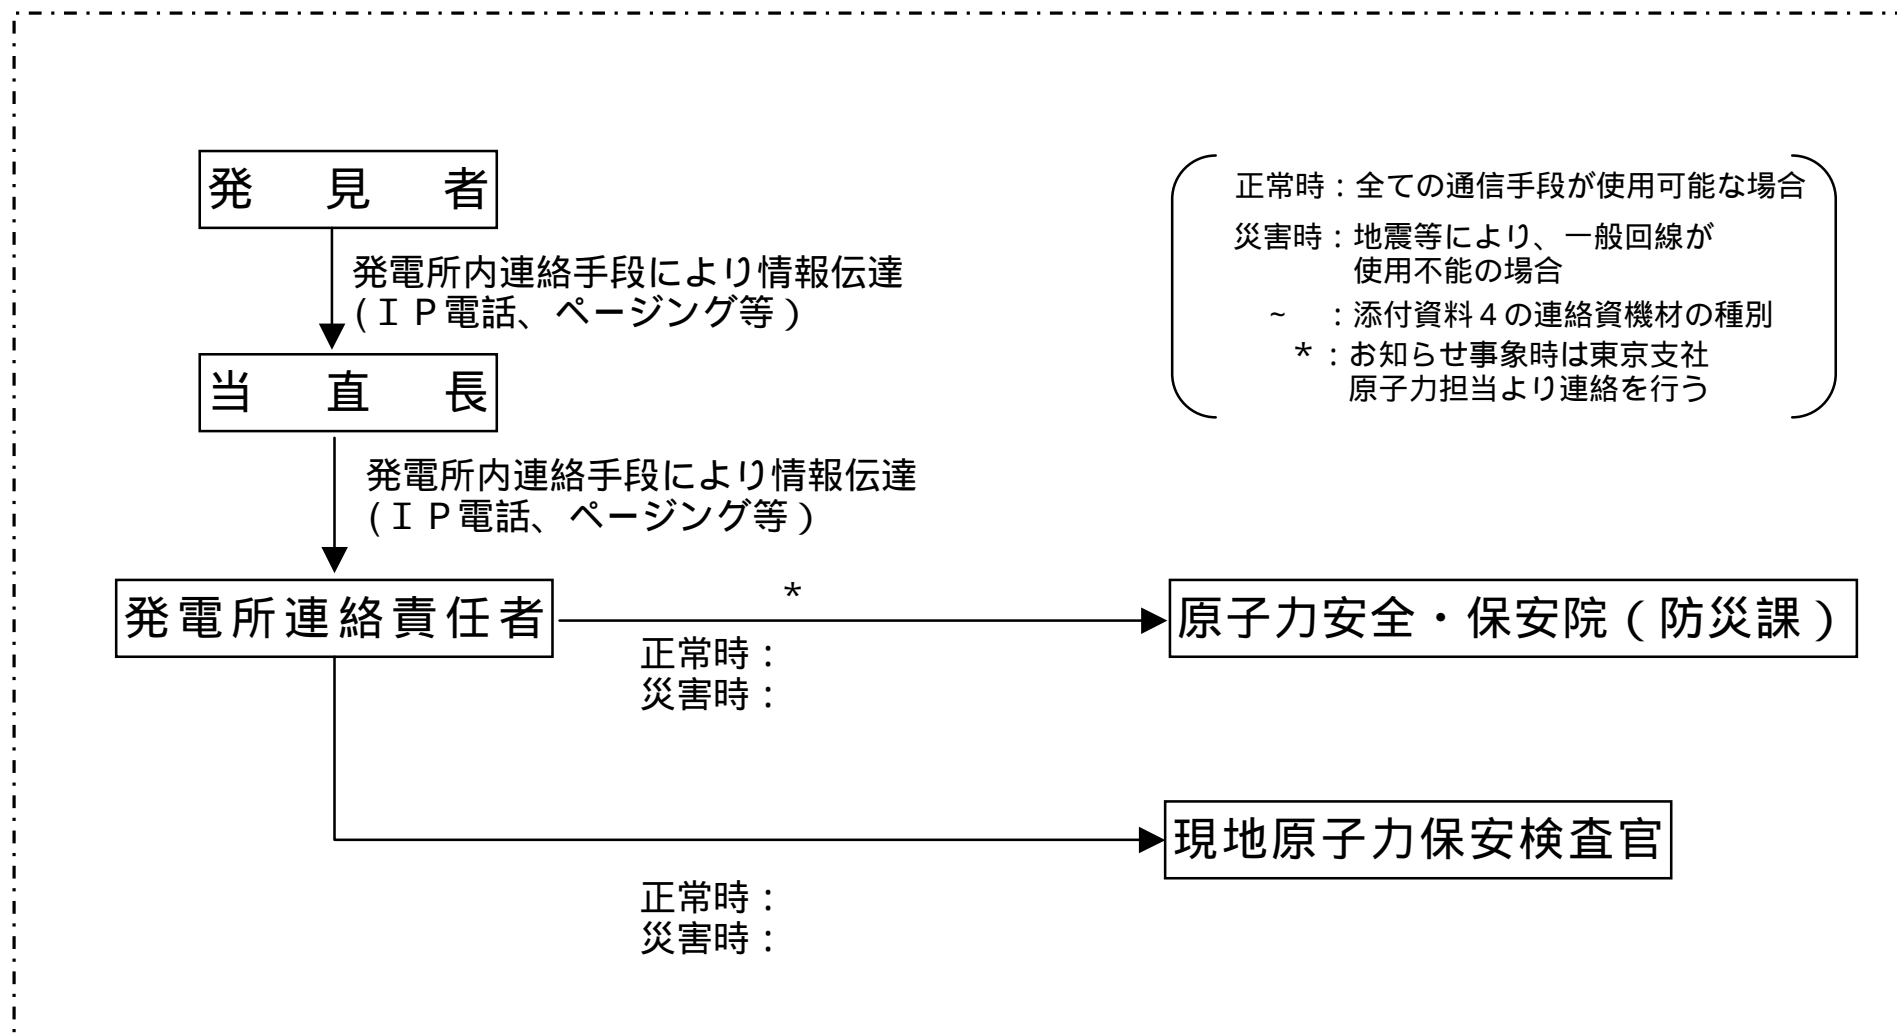 発見者
正常時：全ての通信手段が使用可能な場合
災害時：地震等により、一般回線が
使用不能の場合
~ ：添付資料４の連絡資機材の種別
*：お知らせ事象時は東京支社
原子力担当より連絡を行う
発電所内連絡手段により情報伝達
(ＩＰ電話、ページング等)
当直長
発電所内連絡手段により情報伝達
(ＩＰ電話、ページング等)
発電所連絡責任者
*
正常時：
災害時：
原子力安全・保安院(防災課)
現地原子力保安検査官
正常時：
災害時：